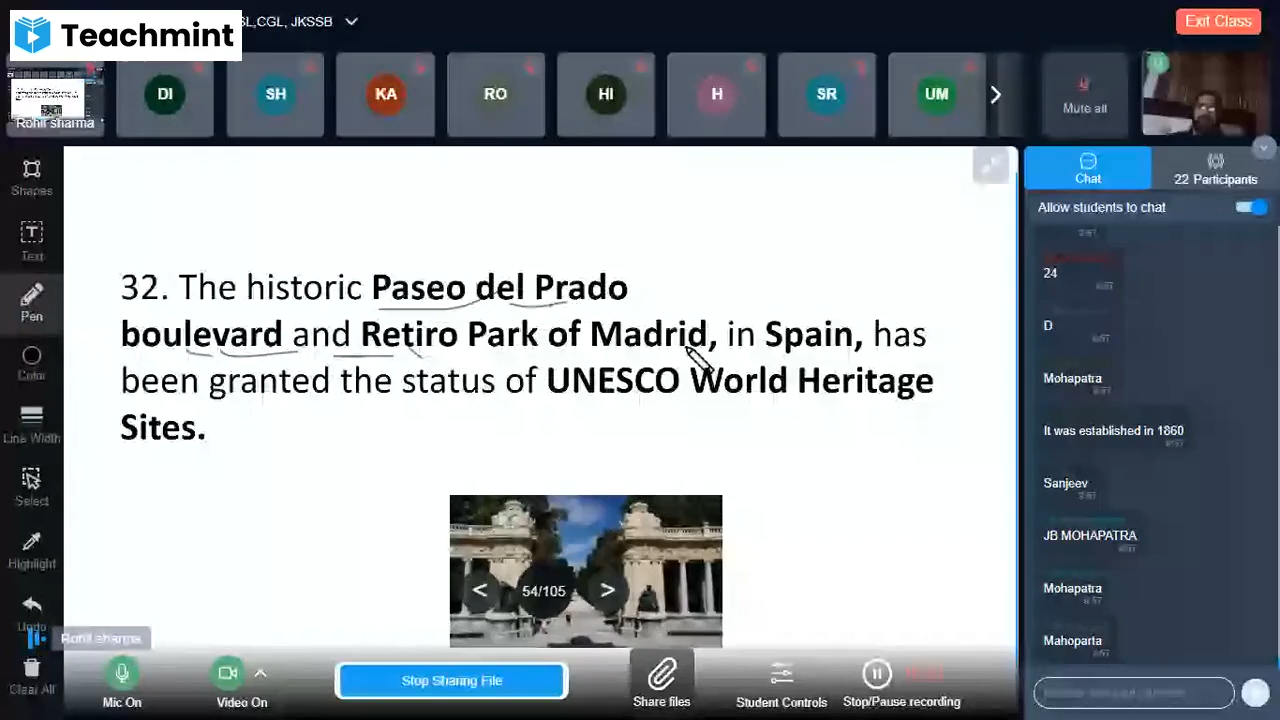 Teachmint
SL,CGL, JKSSB
Exit Class
DI
SH
KA
RO
HI
H
SR
UM
Mute all
Rohit sharma
Shapes
Text
Pen
Color
Line Width
Select
Highlight
Undo
Clear All
32. The historic Paseo del Prado
boulevard and Retiro Park of Madrid, in Spain, has
been granted the status of UNESCO World Heritage
Sites.
< 54/105 >
Chat
22 Participants
Allow students to chat
24
D
Mohapatra
It was established in 1860
Sanjeev
JB MOHAPATRA
Mohapatra
Mahoparta
Rohit sharma
Mic On
Video On
Stop Sharing File
Share files
Student Controls
Stop/Pause recording